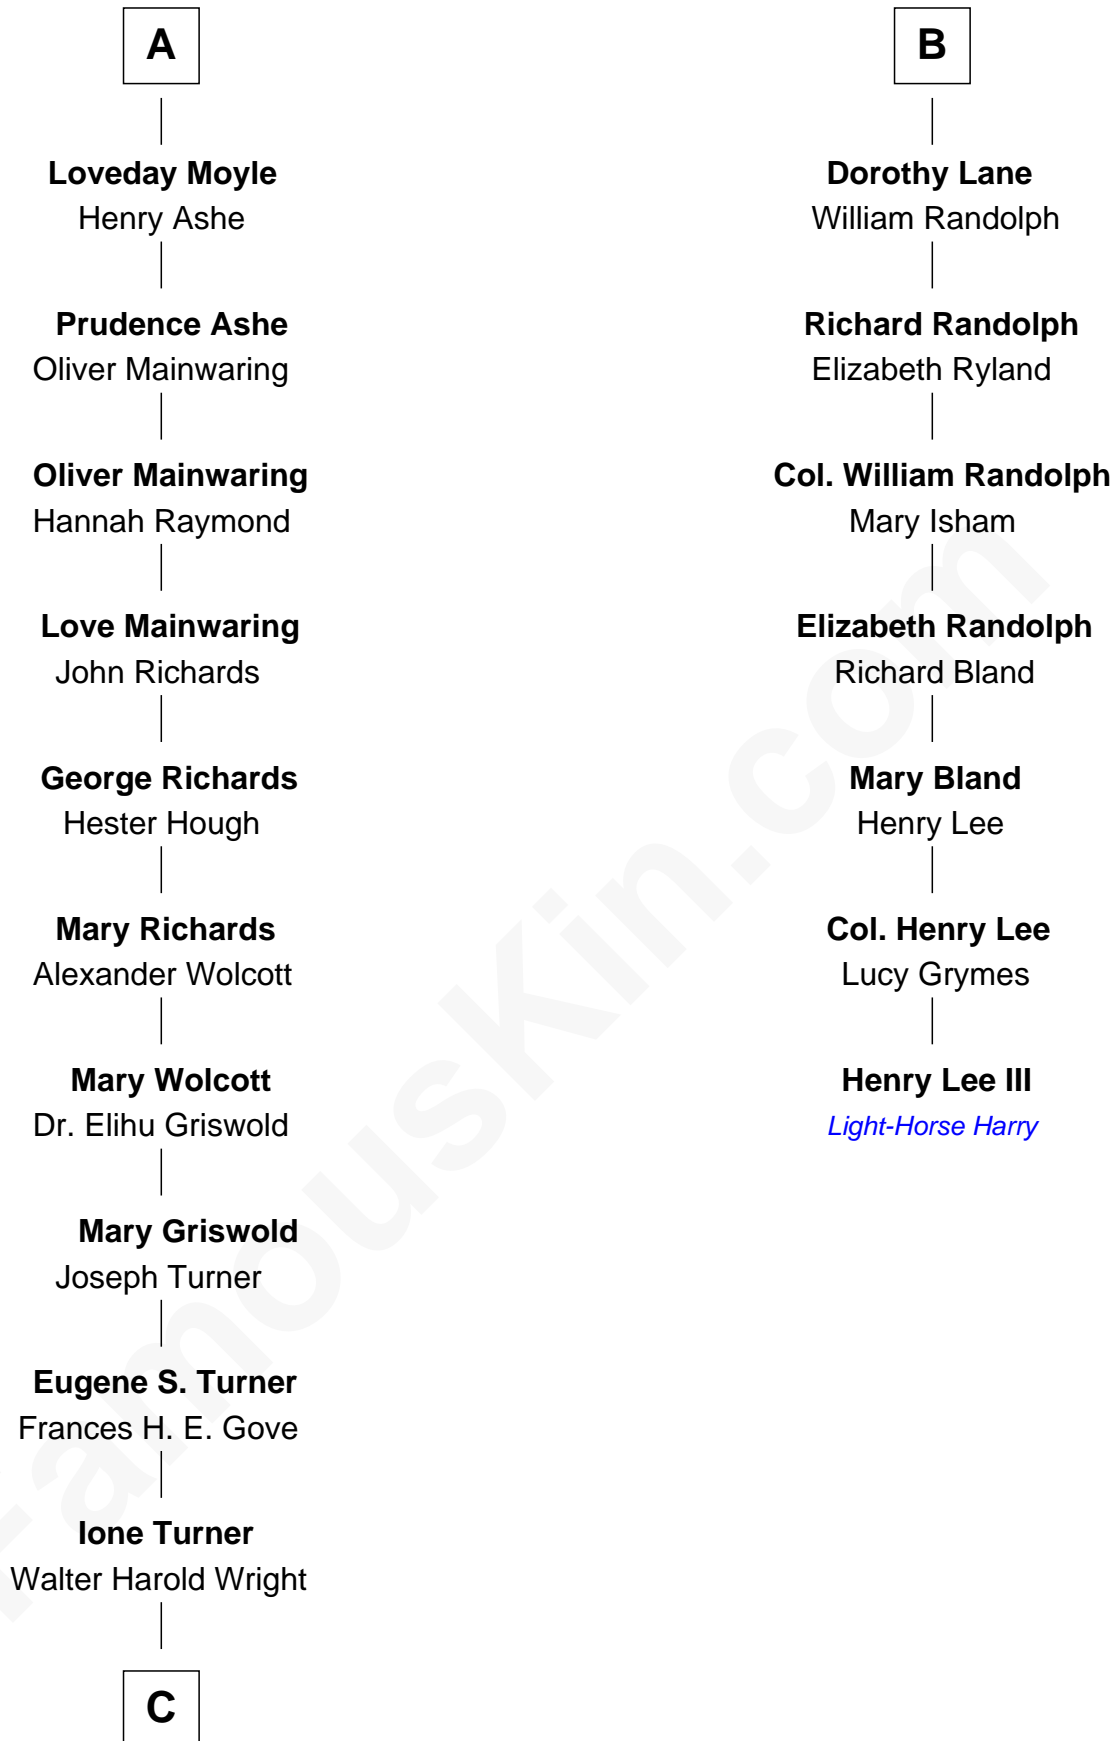 A
Loveday Moyle
Henry Ashe
Prudence Ashe
Oliver Mainwaring
Oliver Mainwaring
Hannah Raymond
Love Mainwaring
John Richards
George Richards
Hester Hough
Mary Richards
Alexander Wolcott
Mary Wolcott
Dr. Elihu Griswold
Mary Griswold
Joseph Turner
Eugene S. Turner
Frances H. E. Gove
Ione Turner
Walter Harold Wright
C
B
Dorothy Lane
William Randolph
Richard Randolph
Elizabeth Ryland
Col. William Randolph
Mary Isham
Elizabeth Randolph
Richard Bland
Mary Bland
Henry Lee
Col. Henry Lee
Lucy Grymes
Henry Lee III
Light-Horse Harry
FamousKin.com